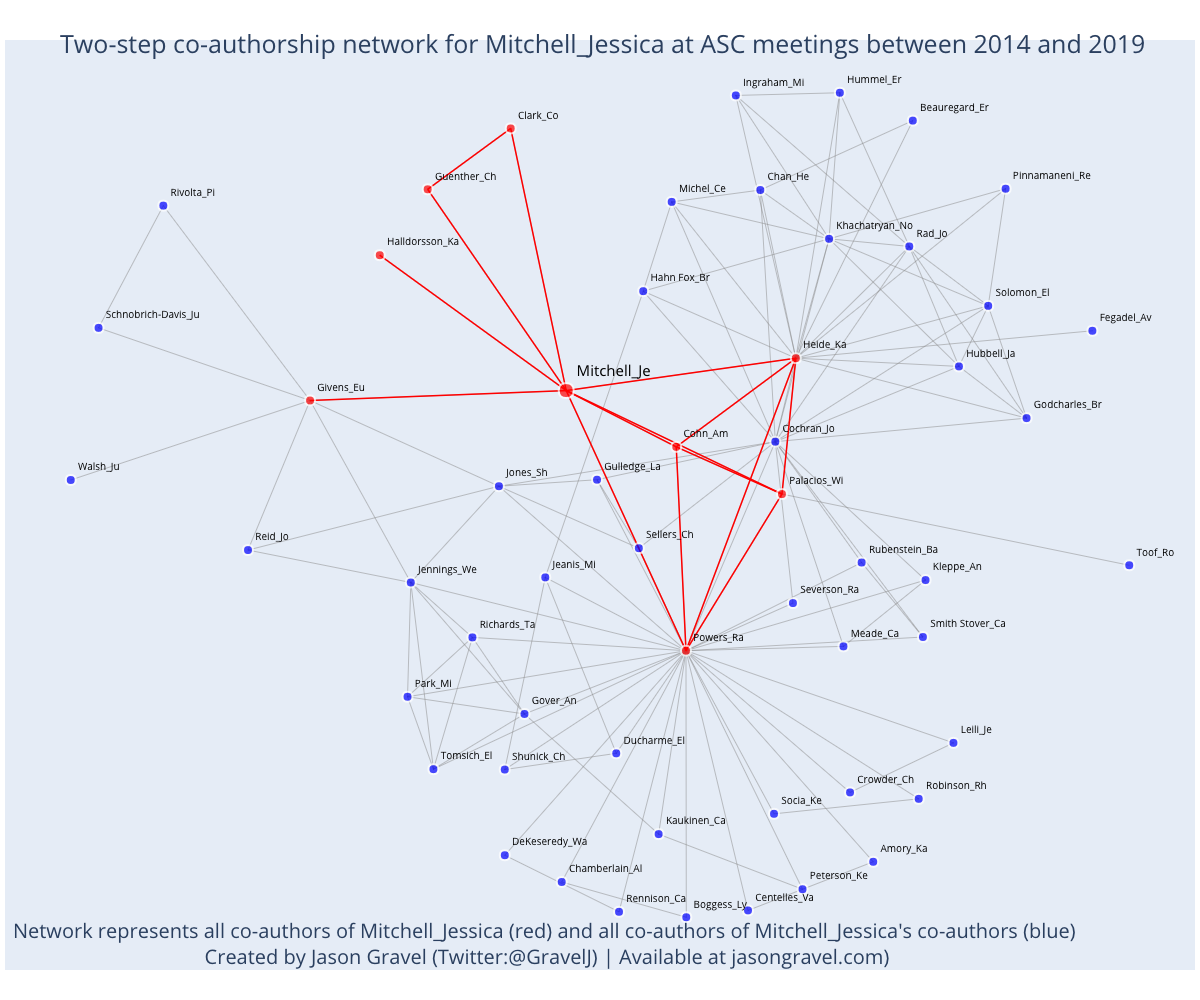 Two-step co-authorship network for Mitchell_Jessica at ASC meetings between 2014 and 2019
Ingraham_Mi
Hummel_Er
Beauregard_Er
Clark_Co
Guenther_Ch
Chan_He
Pinnamaneni_Re
Rivolta_Pi
Michel_Ce
Khachatryan_No
Rad_Jo
Halldorsson_Ka
Hahn Fox_Br
Solomon_El
Schnobrich-Davis_Ju
Fegadel_Av
Heide_Ka
Hubbell_Ja
Mitchell_Je
Givens_Eu
Godcharles_Br
Conn_Am
Cochran_Jo
Walsh_Ju
Jones_Sh
Gulledge_La
Palacios_Wi
Reid_Jo
Sellers_Ch
Rubenstein_Ba
Toof_Ro
Jennings_We
Jeanis_Mi
Kleppe_An
Severson_Ra
Richards_Ta
Powers_Ra
Meade_Ca
Smith Stover_Ca
Park_Mi
Gover_An
Leili_Je
Tomsich_El
Shunick_Ch
Ducharme_El
Crowder_Ch
Robinson_Rh
Socia_Ke
Kaukinen_Ca
DeKeseredy_Wa
Amory_Ka
Chamberlain_Al
Peterson_Ke
Rennison_Ca
Boggess_Ly
Centelles_Va
Network represents all co-authors of Mitchell_Jessica (red) and all co-authors of Mitchell_Jessica's co-authors (blue)
Created by Jason Gravel (Twitter:@GravelJ) | Available at jasongravel.com)